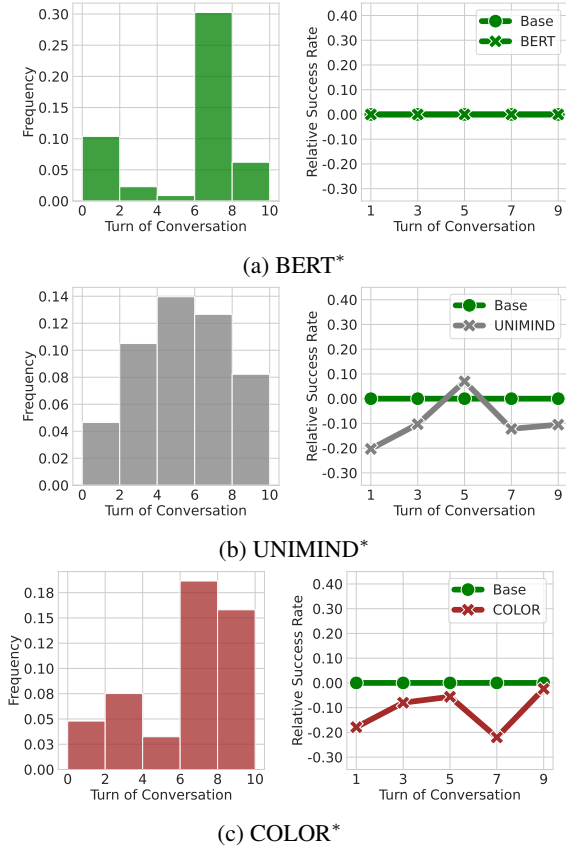 0.30
0.25
0.20
0.15
0.10
0.05
0.00
Frequency
0 2 4 6 8 10
Turn of Conversation
0.40
0.30
0.20
0.10
0.00
-0.10
-0.20
-0.30
Relative Success Rate
Base
BERT
1 3 5 7 9
Turn of Conversation
(a) BERT*
0.14
0.12
0.10
0.08
0.06
0.04
0.02
0.00
Frequency
0 2 4 6 8 10
Turn of Conversation
0.40
0.30
0.20
0.10
0.00
-0.10
-0.20
-0.30
Relative Success Rate
Base
UNIMIND
1 3 5 7 9
Turn of Conversation
(b) UNIMIND*
0.18
0.15
0.12
0.10
0.08
0.05
0.03
0.00
Frequency
0 2 4 6 8 10
Turn of Conversation
0.40
0.30
0.20
0.10
0.00
-0.10
-0.20
-0.30
Relative Success Rate
Base
COLOR
1 3 5 7 9
Turn of Conversation
(c) COLOR*